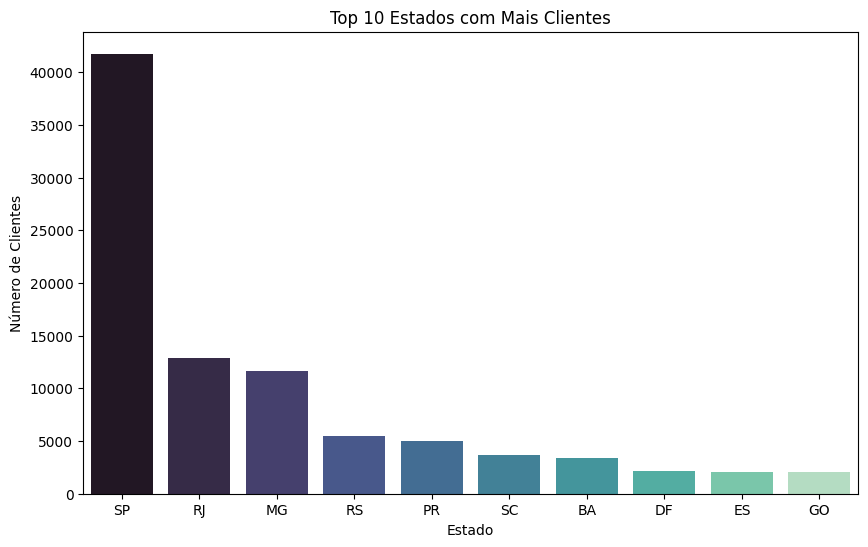 Top 10 Estados com Mais Clientes
Número de Clientes
40000
35000
30000
25000
20000
15000
10000
5000
0
SP RJ MG RS PR SC BA DF ES GO
Estado